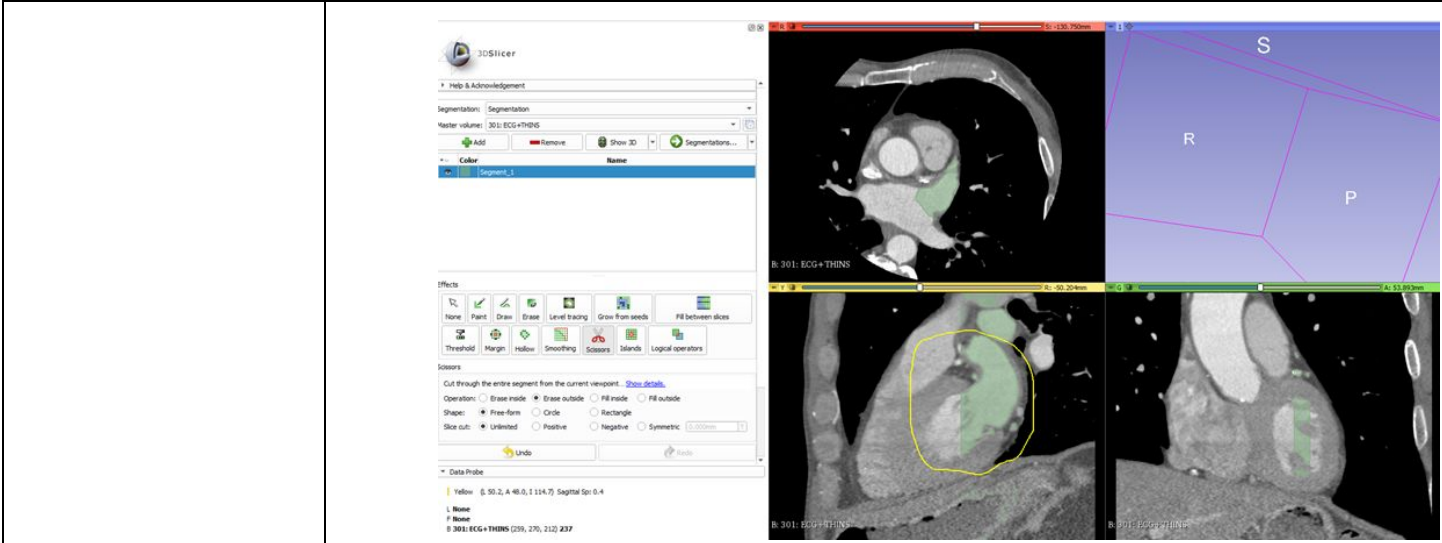 3DSlicer
Help & Acknowledgement
Segmentation: Segmentation
Master volume: 301: ECG+THINS
Add Remove Show 3D Segmentations...
Color Name
Segment_1
Effects
None Paint Draw Erase Level tracing Grow from seeds Fill between slices
Threshold Margin Hollow Smoothing Scissors Islands Logical operators
Scissors
Cut through the entire segment from the current viewpoint... Show details.
Operation: Erase inside Erase outside Fill inside Fill outside
Shape: Free-form Circle Rectangle
Slice cut: Unlimited Positive Negative Symmetric
Undo Redo
Data Probe
Yellow (L 50.2, A 48.0, I 114.7) Sagittal Sp: 0.4
L None
F None
B 301: ECG+THINS (259, 270, 212) 237
R S: -130.750mm
B: 301: ECG+THINS
1
S
R
P
Y R: -50.204mm
B: 301: ECG+THINS
G A: 53.893mm
B: 301: ECG+THINS